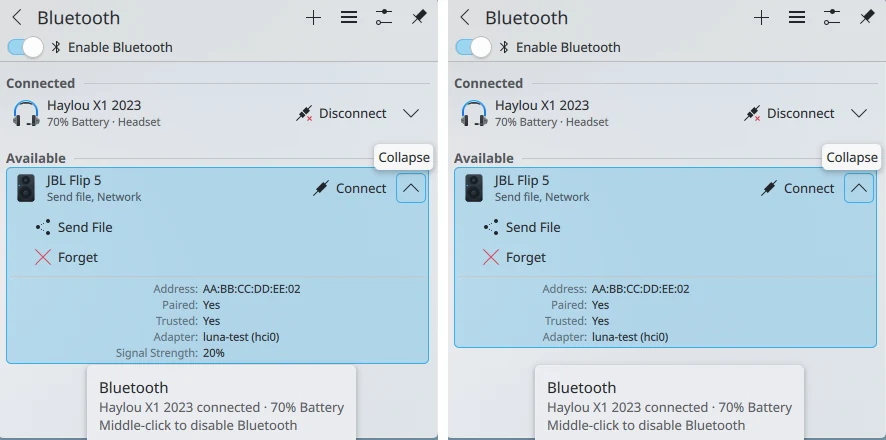 Bluetooth
Enable Bluetooth
Connected
Haylou X1 2023
70% Battery · Headset
Disconnect
Available
Collapse
JBL Flip 5
Send file, Network
Connect
Send File
Forget
Address: AA:BB:CC:DD:EE:02
Paired: Yes
Trusted: Yes
Adapter: luna-test (hci0)
Signal Strength: 20%
Bluetooth
Haylou X1 2023 connected · 70% Battery
Middle-click to disable Bluetooth
Bluetooth
Enable Bluetooth
Connected
Haylou X1 2023
70% Battery · Headset
Disconnect
Available
Collapse
JBL Flip 5
Send file, Network
Connect
Send File
Forget
Address: AA:BB:CC:DD:EE:02
Paired: Yes
Trusted: Yes
Adapter: luna-test (hci0)
Bluetooth
Haylou X1 2023 connected · 70% Battery
Middle-click to disable Bluetooth